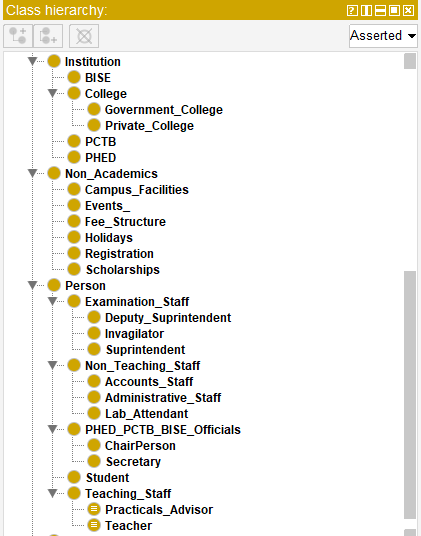 Class hierarchy:
Asserted
Institution
BISE
College
Government_College
Private_College
PCTB
PHED
Non_Academics
Campus_Facilities
Events_
Fee_Structure
Holidays
Registration
Scholarships
Person
Examination_Staff
Deputy_Suprintendent
Invagilator
Suprintendent
Non_Teaching_Staff
Accounts_Staff
Administrative_Staff
Lab_Attendant
PHED_PCTB_BISE_Officials
ChairPerson
Secretary
Student
Teaching_Staff
Practicals_Advisor
Teacher